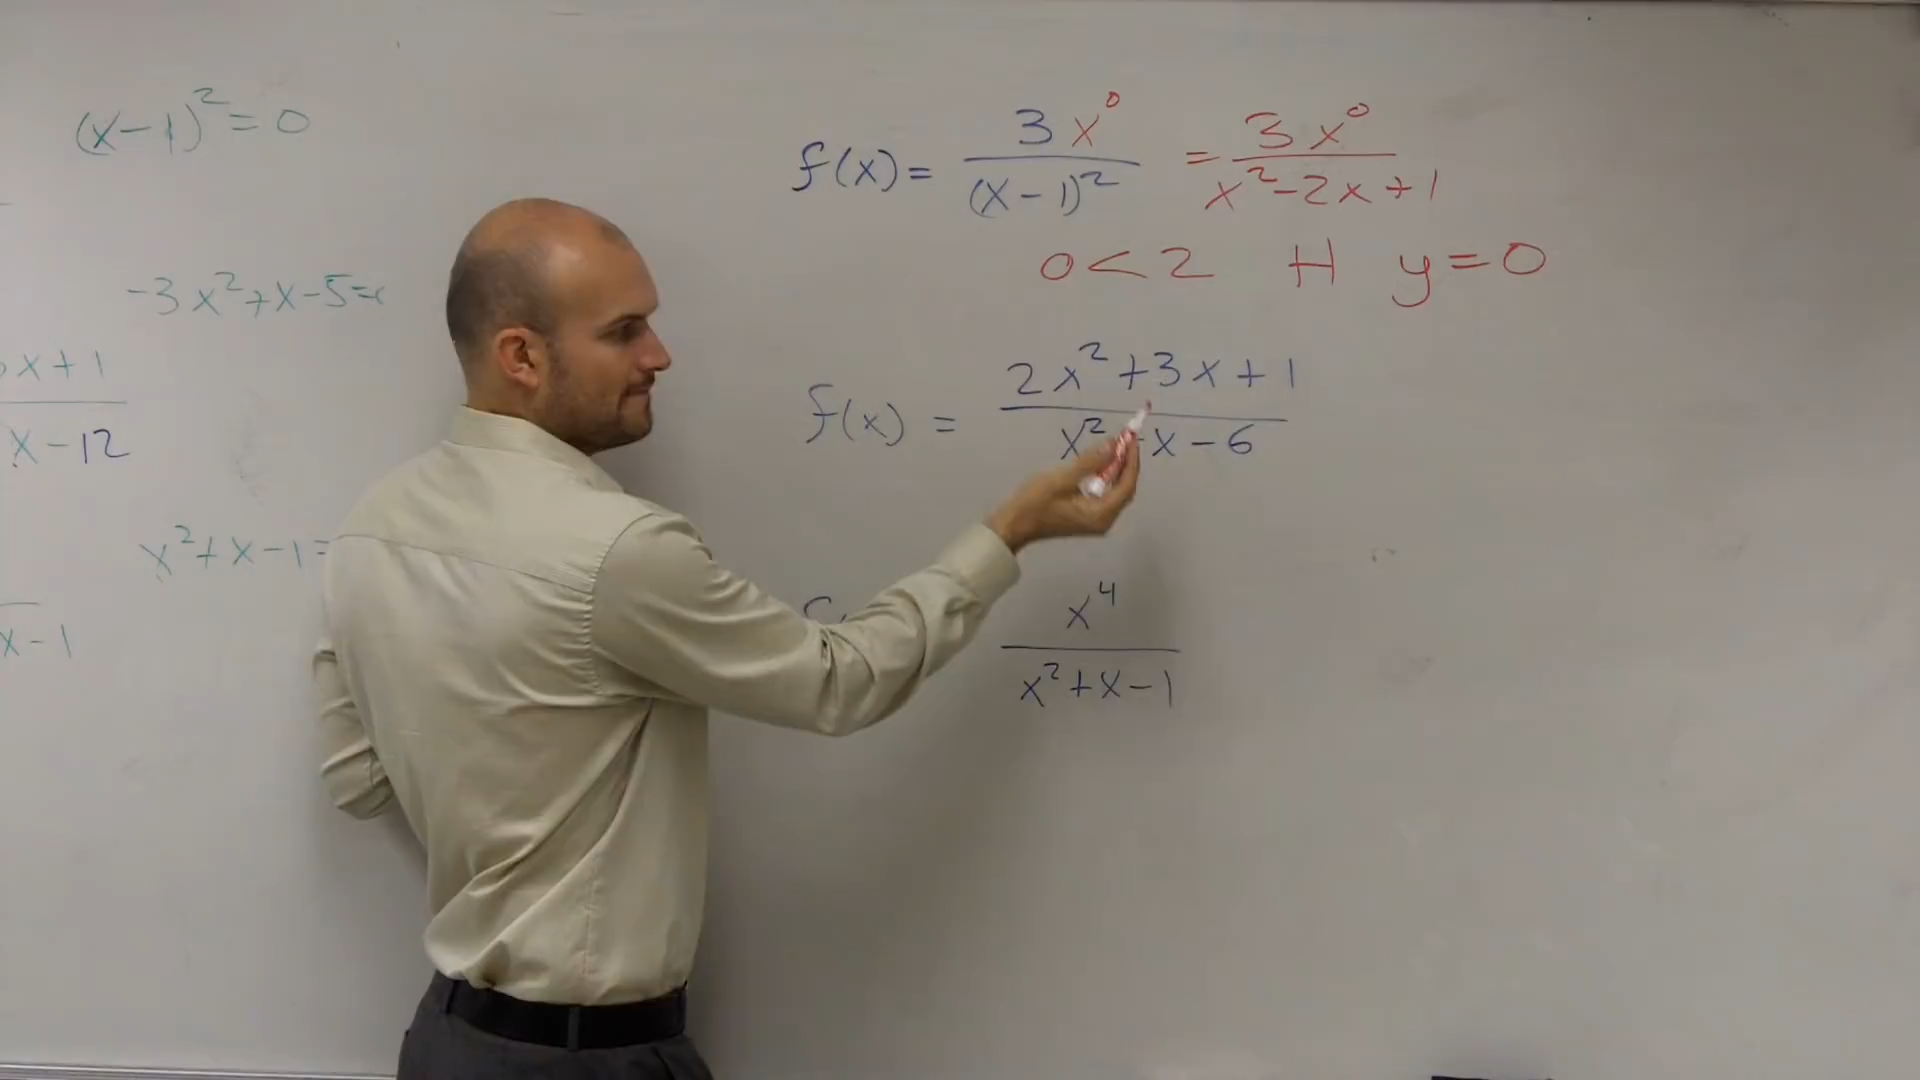 (x-1)² = 0
-3x²+x-5=
x+1
x-12
x²+x-1=
x-1
f(x) = 3x⁰/(x-1)² = 3x⁰/x²-2x+1
0<2 H y=0
f(x) = 2x²+3x+1/x² x-6
x⁴/x²+x-1